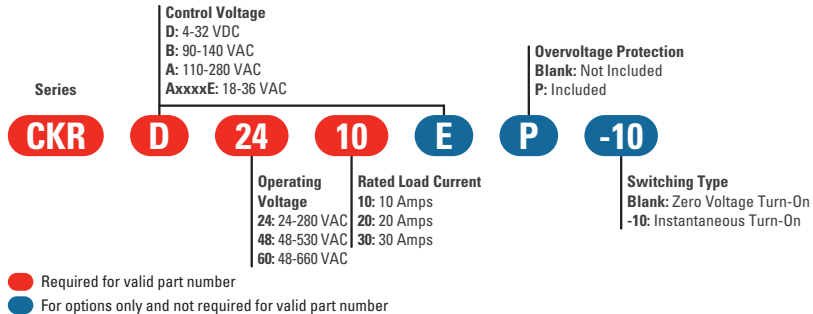 Control Voltage
D: 4-32 VDC
B: 90-140 VAC
A: 110-280 VAC
AxxxxE: 18-36 VAC
Overvoltage Protection
Blank: Not Included
P: Included
Series
CKR D 24 10 E P -10
Operating
Voltage
24: 24-280 VAC
48: 48-530 VAC
60: 48-660 VAC
Rated Load Current
10: 10 Amps
20: 20 Amps
30: 30 Amps
Switching Type
Blank: Zero Voltage Turn-On
-10: Instantaneous Turn-On
Required for valid part number
For options only and not required for valid part number